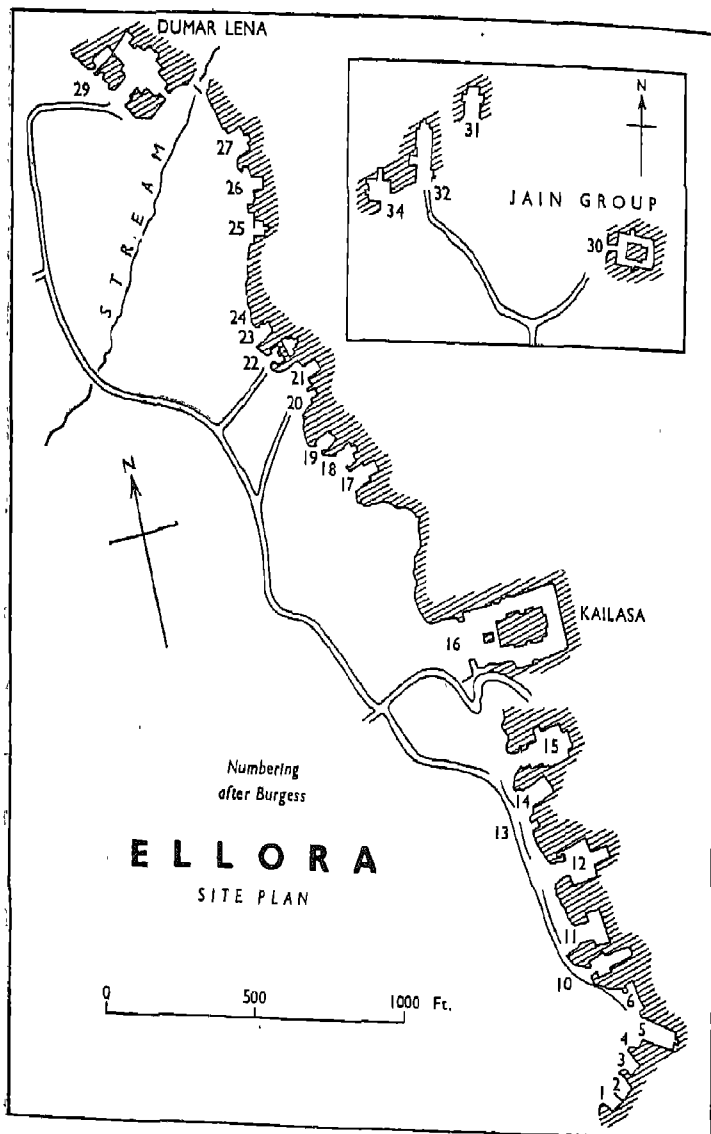 DUMAR LENA
29
STREAM
27
26
25
24
23
22
21
20
19
18
17
N
31
32
34
JAIN GROUP
30
N
16
KAILASA
15
14
13
12
11
10
6
5
4
3
2
1
Numbering
after Burgess
ELLORA
SITE PLAN
0 500 1000 Ft.